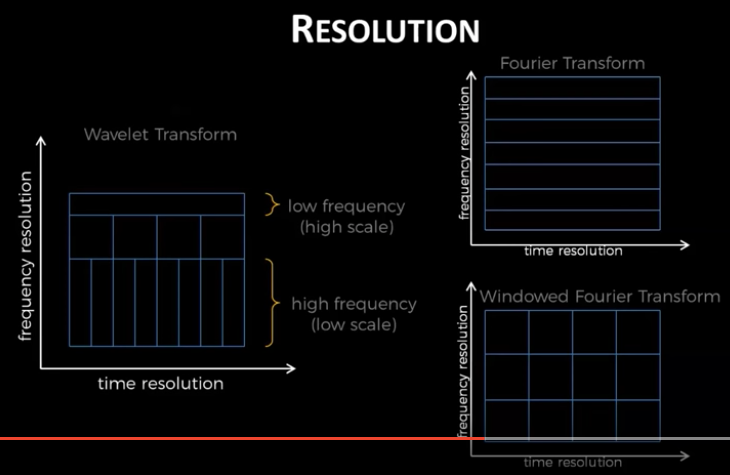 RESOLUTION
Wavelet Transform
frequency resolution
low frequency
(high scale)
high frequency
(low scale)
time resolution
Fourier Transform
frequency resolution
time resolution
Windowed Fourier Transform
frequency resolution
time resolution